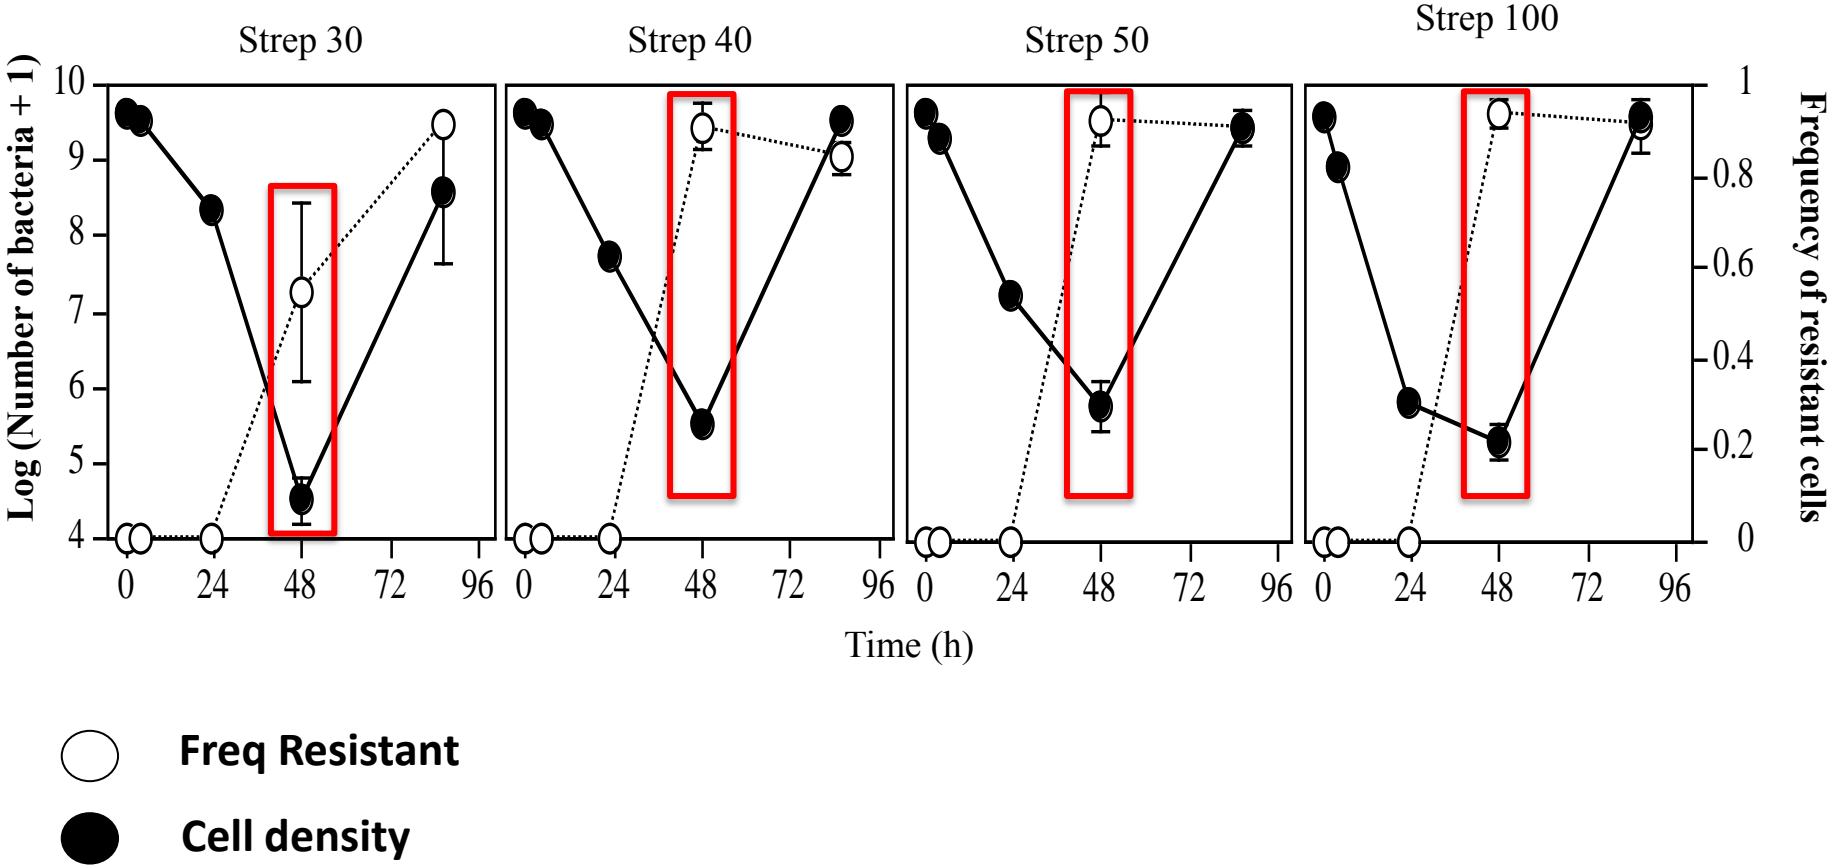 Strep 30
Strep 40
Strep 50
Strep 100
Log (Number of bacteria + 1)
10
9
8
7
6
5
4
1
0.8
0.6
0.4
0.2
0
Frequency of resistant cells
0 24 48 72 96
0 24 48 72 96
0 24 48 72 96
0 24 48 72 96
Time (h)
Freq Resistant
Cell density